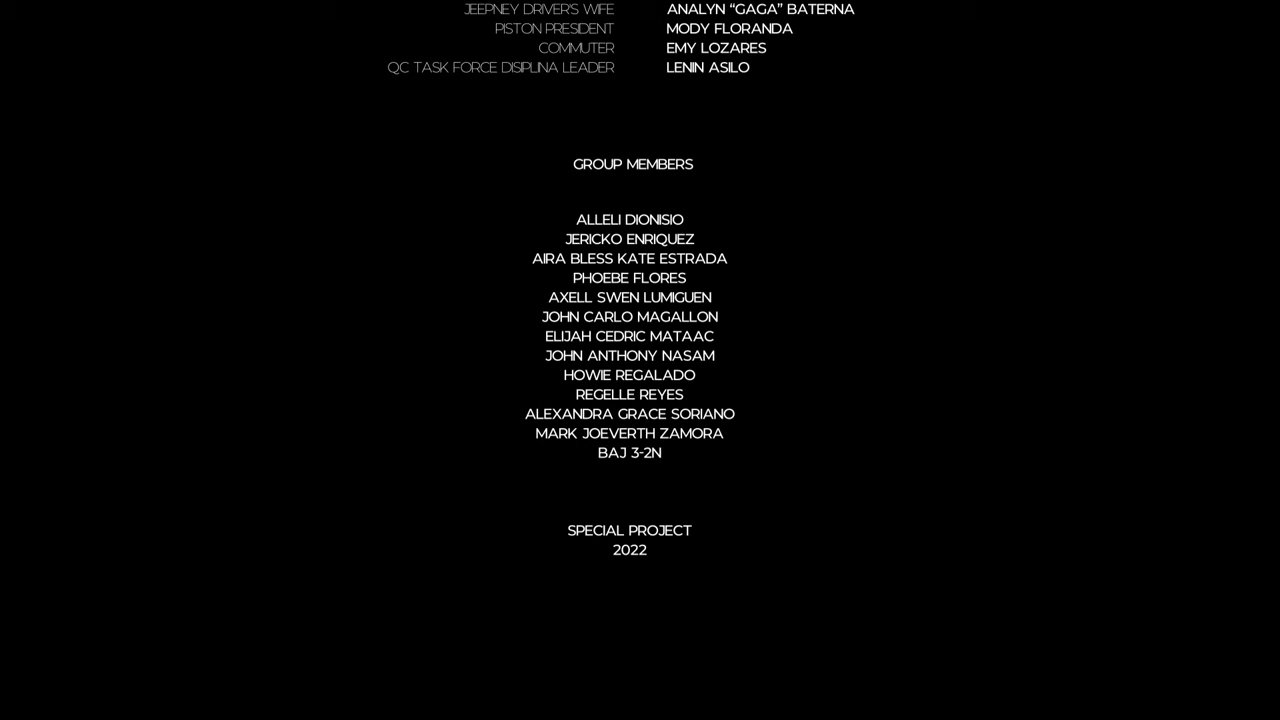 JEEPNEY DRIVER'S WIFE ANALYN “GAGA” BATERNA
PISTON PRESIDENT MODY FLORANDA
COMMUTER EMY LOZARES
QC TASK FORCE DISIPLINA LEADER LENIN ASILO
GROUP MEMBERS
ALLELI DIONISIO
JERICKO ENRIQUEZ
AIRA BLESS KATE ESTRADA
PHOEBE FLORES
AXELL SWEN LUMIGUEN
JOHN CARLO MAGALLON
ELIJAH CEDRIC MATAAC
JOHN ANTHONY NASAM
HOWIE REGALADO
REGELLE REYES
ALEXANDRA GRACE SORIANO
MARK JOEVERTH ZAMORA
BAJ 3-2N
SPECIAL PROJECT
2022